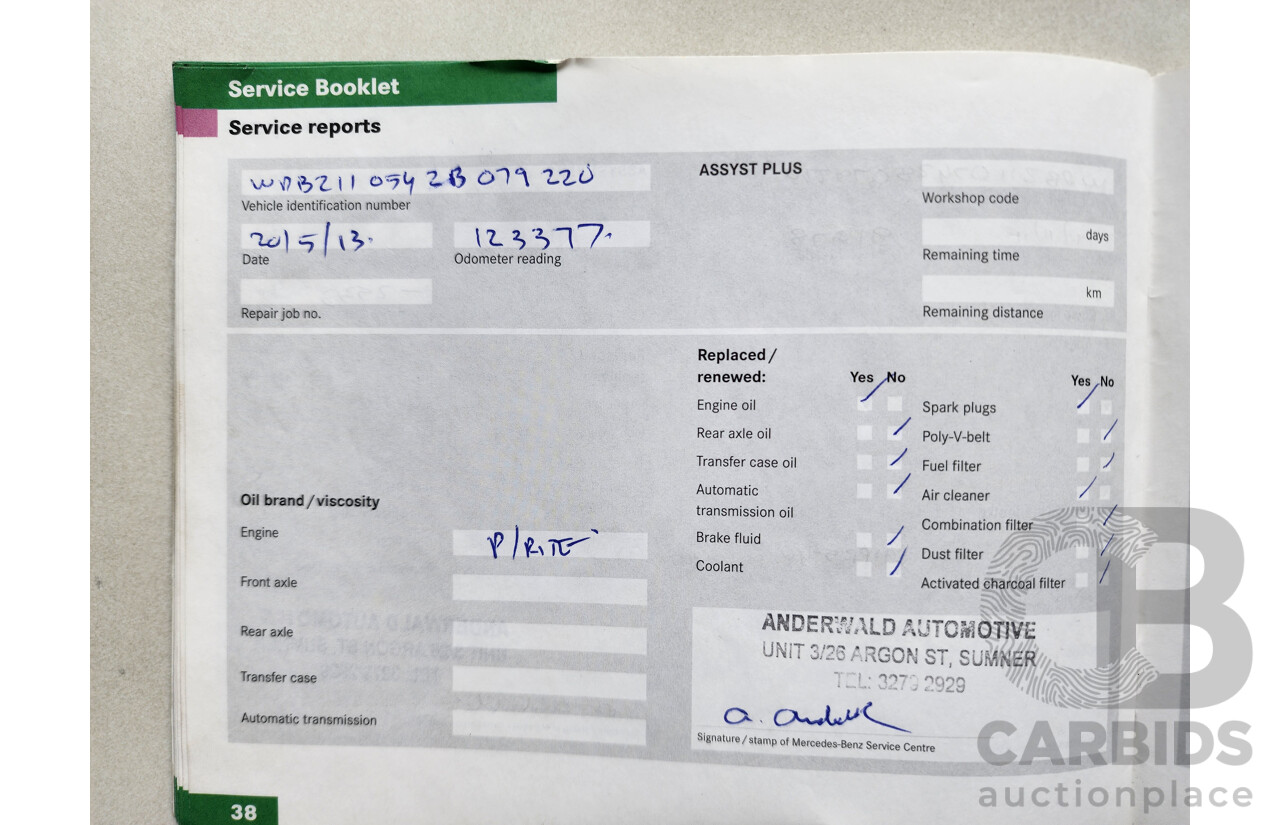 Service Booklet
Service reports
WDB211 054 2B 079 220
Vehicle identification number
20/5/13.
Date
123377.
Odometer reading
Repair job no.
ASSYST PLUS
Workshop code
days
Remaining time
km
Remaining distance
Oil brand / viscosity
Engine
P/RITE
Front axle
Rear axle
Transfer case
Automatic transmission
Replaced /
renewed:
Yes No
Engine oil
Rear axle oil
Transfer case oil
Automatic
transmission oil
Brake fluid
Coolant
Yes No
Spark plugs
Poly-V-belt
Fuel filter
Air cleaner
Combination filter
Dust filter
Activated charcoal filter
ANDERWALD AUTOMOTIVE
UNIT 3/26 ARGON ST, SUMNER
TEL: 3279 2929
Signature / stamp of Mercedes-Benz Service Centre
38
CB
CARBIDS
auctionplace